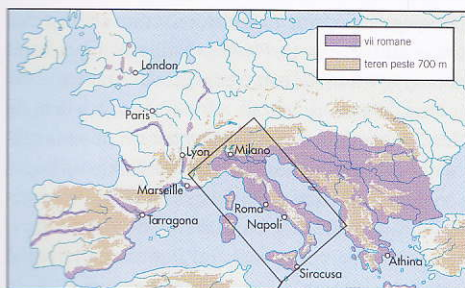 vii romane
teren peste 700 m
London
Paris
Lyon
Milano
Marseille
Tarragona
Roma
Napoli
Siracusa
Athina